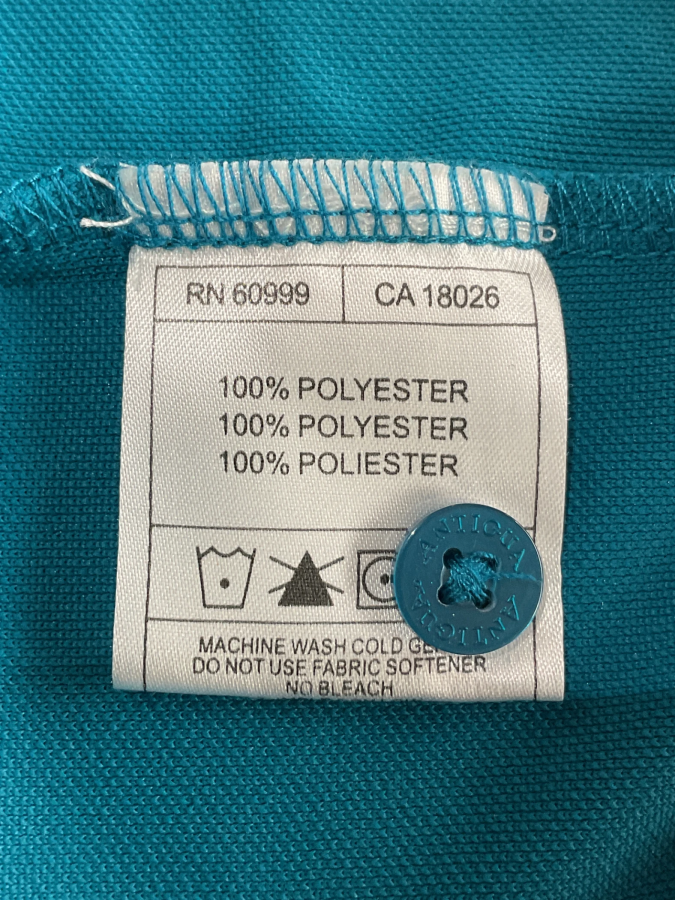 RN 60999
CA 18026
100% POLYESTER
100% POLYESTER
100% POLIESTER
ANTIGUA
ANTIGUA
MACHINE WASH COLD
DO NOT USE FABRIC SOFTENER
NO BLEACH